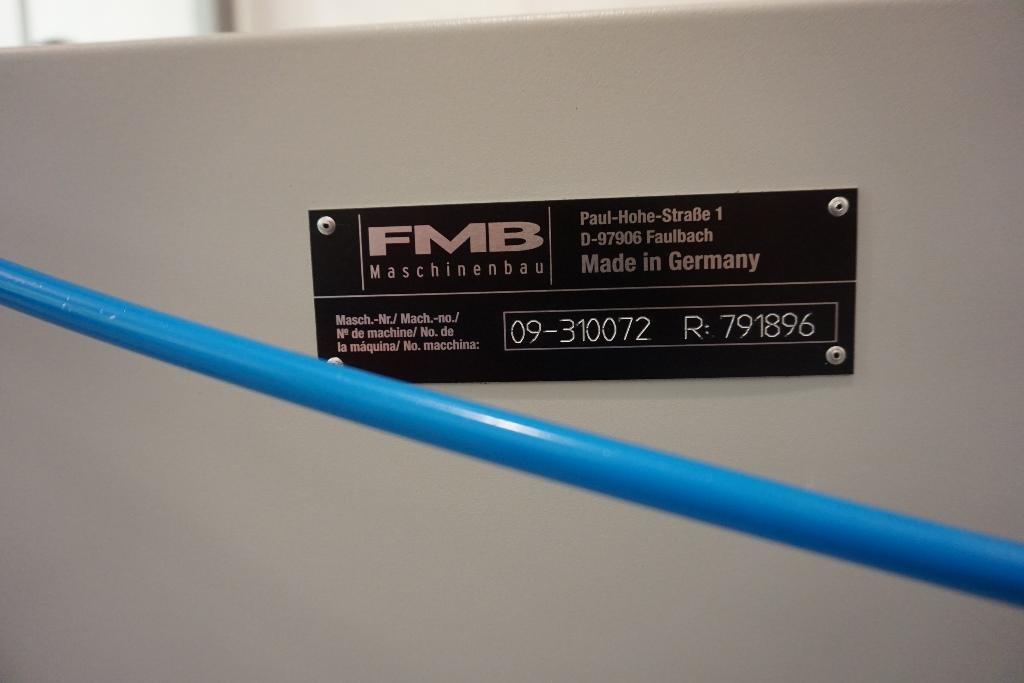 FMB
Maschinenbau
Paul-Hohe-Straße 1
D-97906 Faulbach
Made in Germany
Masch.-Nr./ Mach.-no./
Nº de machine/ No. de
la máquina/ No. macchina:
09-310072 R: 791896